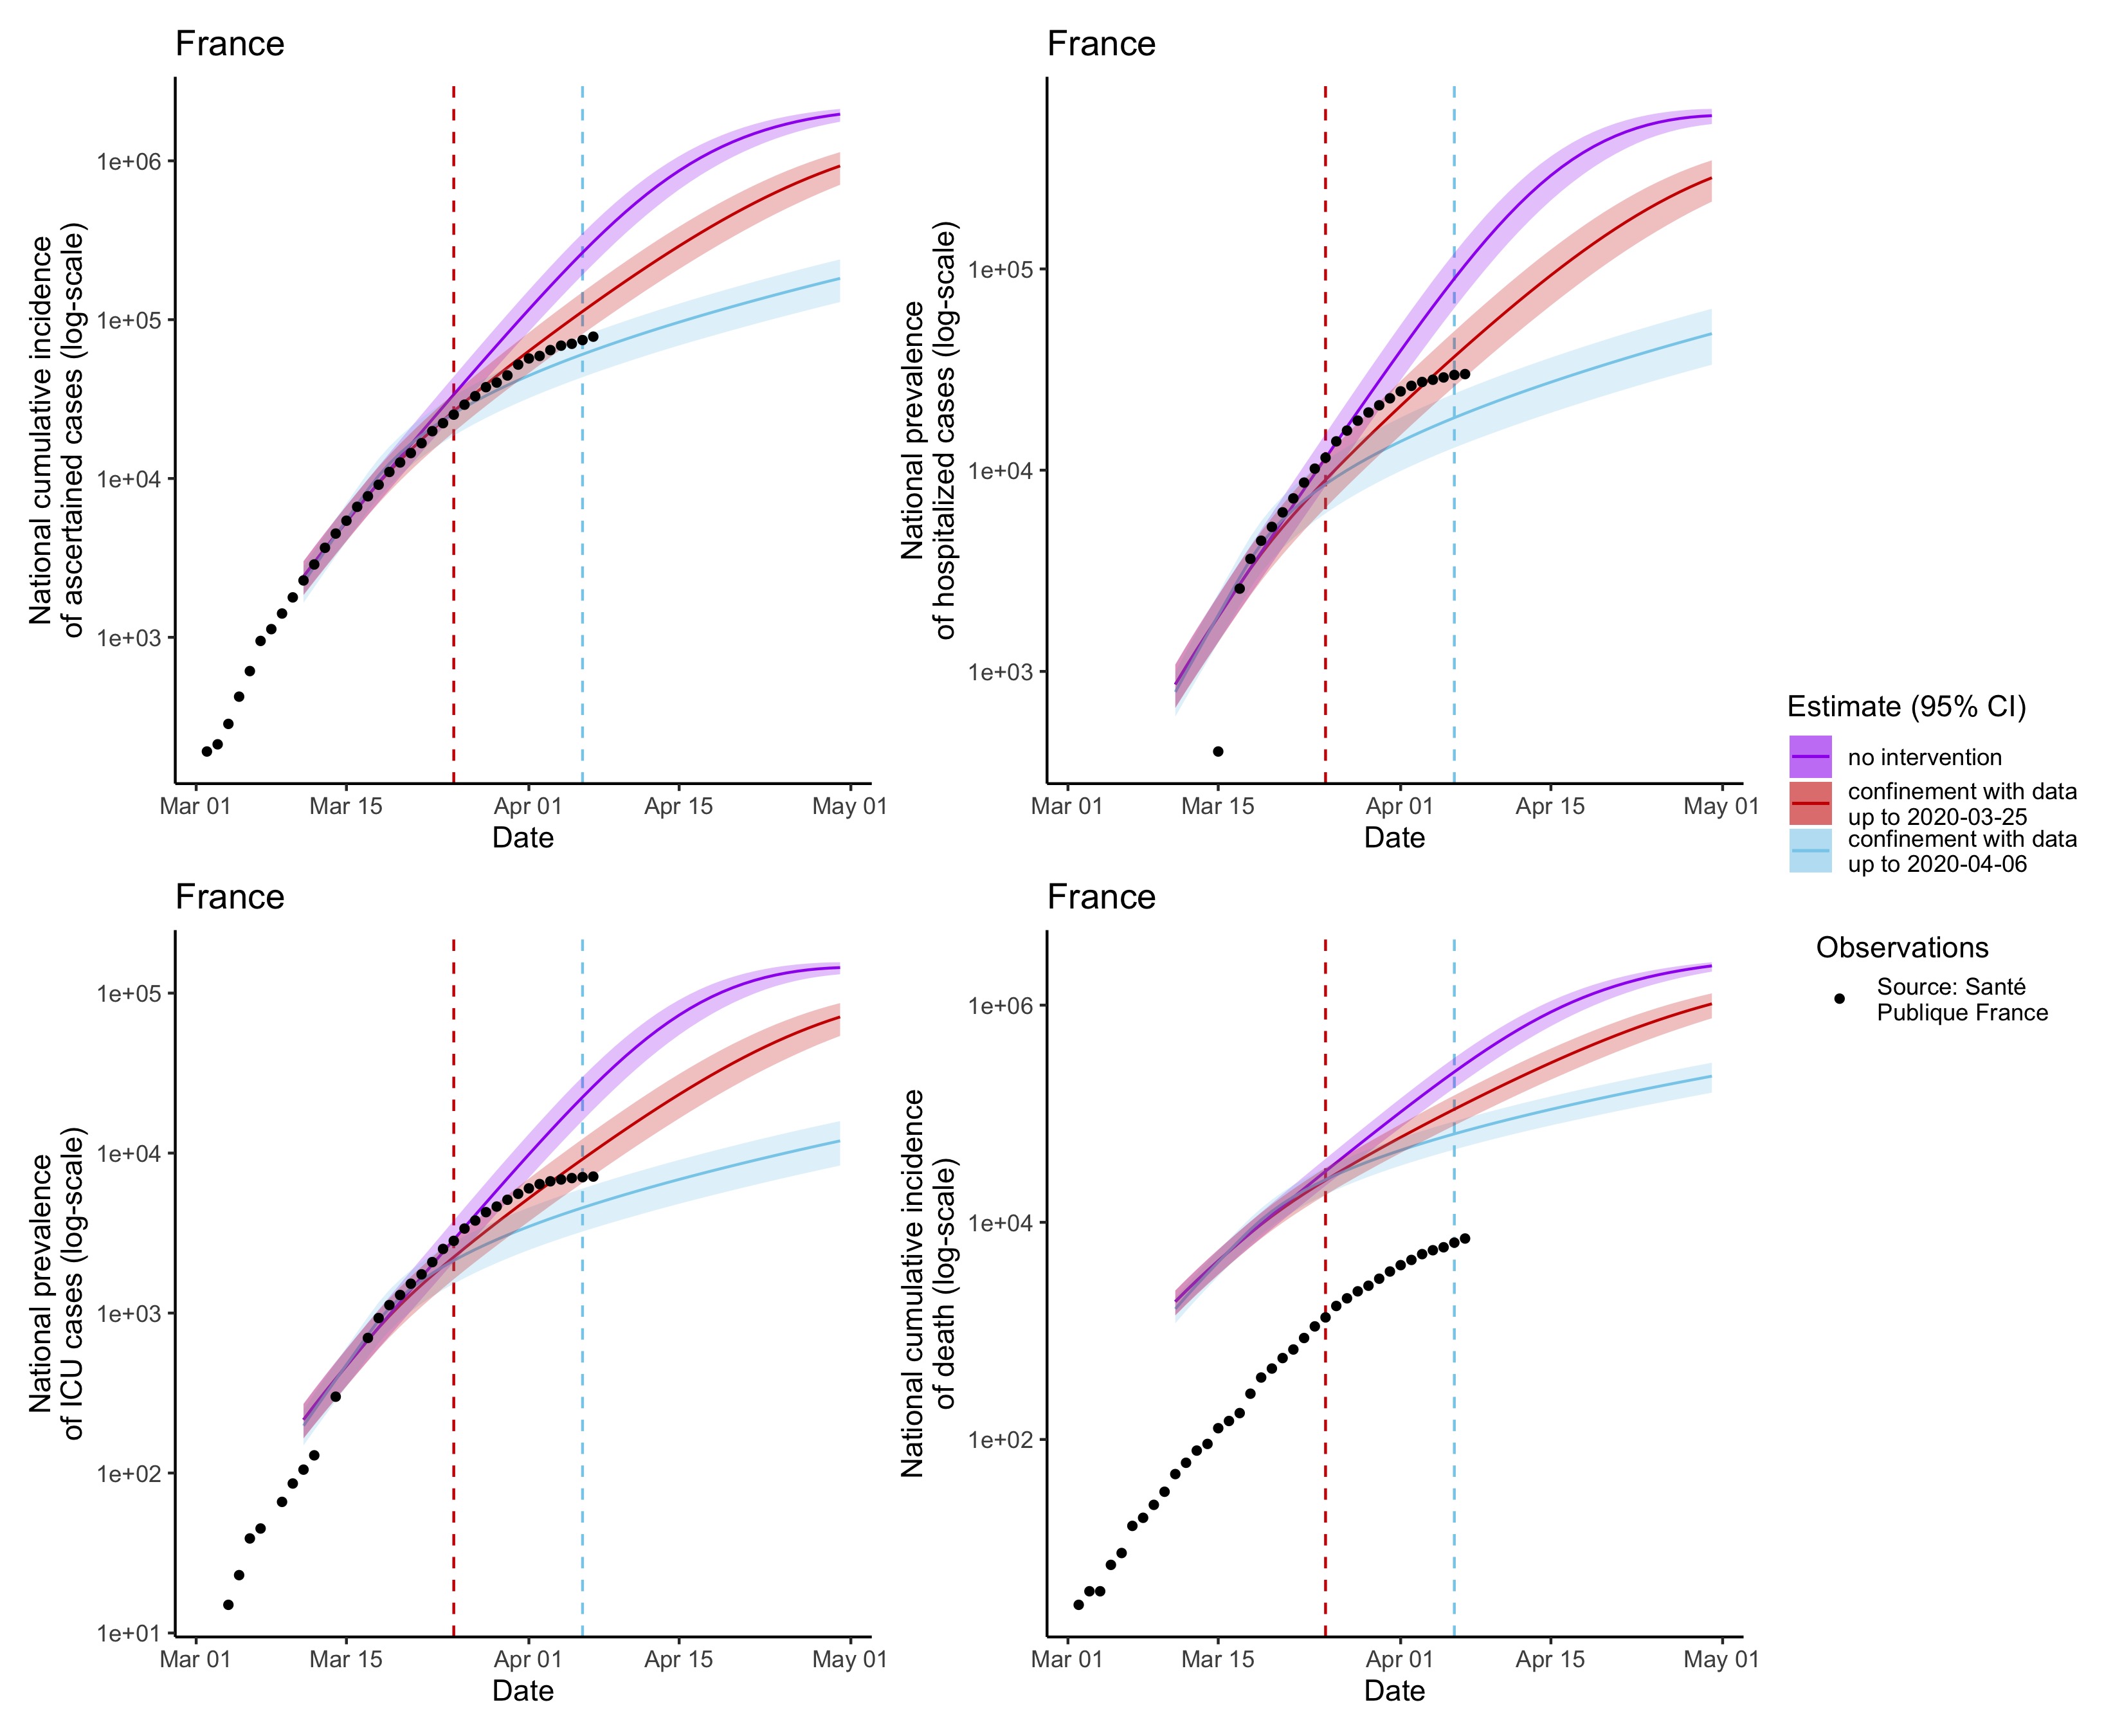 France
National cumulative incidence
of ascertained cases (log-scale)
1e+06
1e+05
1e+04
1e+03
Mar 01 Mar 15 Apr 01 Apr 15 May 01
Date
France
National prevalence
of hospitalized cases (log-scale)
1e+05
1e+04
1e+03
Mar 01 Mar 15 Apr 01 Apr 15 May 01
Date
France
National prevalence
of ICU cases (log-scale)
1e+05
1e+04
1e+03
1e+02
1e+01
Mar 01 Mar 15 Apr 01 Apr 15 May 01
Date
France
National cumulative incidence
of death (log-scale)
1e+06
1e+04
1e+02
Mar 01 Mar 15 Apr 01 Apr 15 May 01
Date
Estimate (95% CI)
no intervention
confinement with data
up to 2020-03-25
confinement with data
up to 2020-04-06
Observations
Source: Santé
Publique France